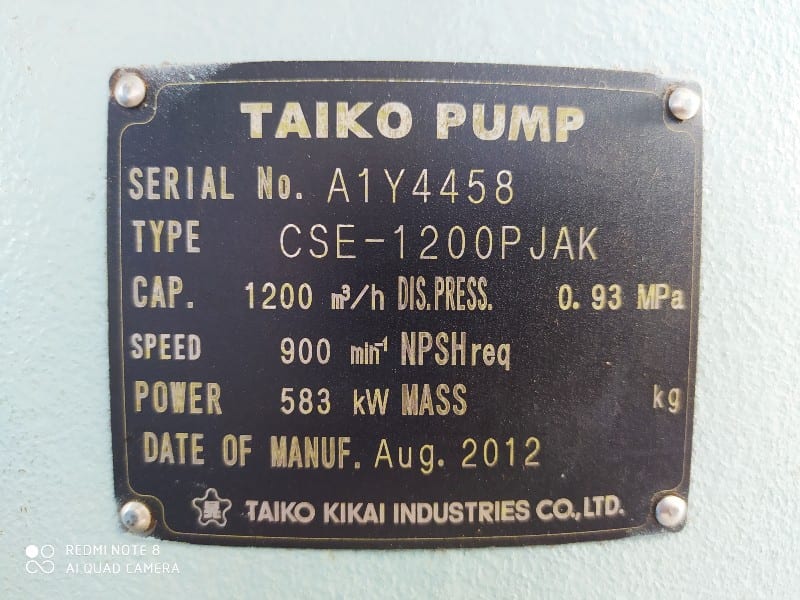 TAIKO PUMP
SERIAL No. A1Y4458
TYPE CSE-1200PJAK
CAP. 1200 m³/h DIS.PRESS. 0.93 MPa
SPEED 900 min⁻¹ NPSHreq
POWER 583 kW MASS kg
DATE OF MANUF. Aug. 2012
TAIKO KIKAI INDUSTRIES CO.,LTD.
REDMI NOTE 8
AI QUAD CAMERA